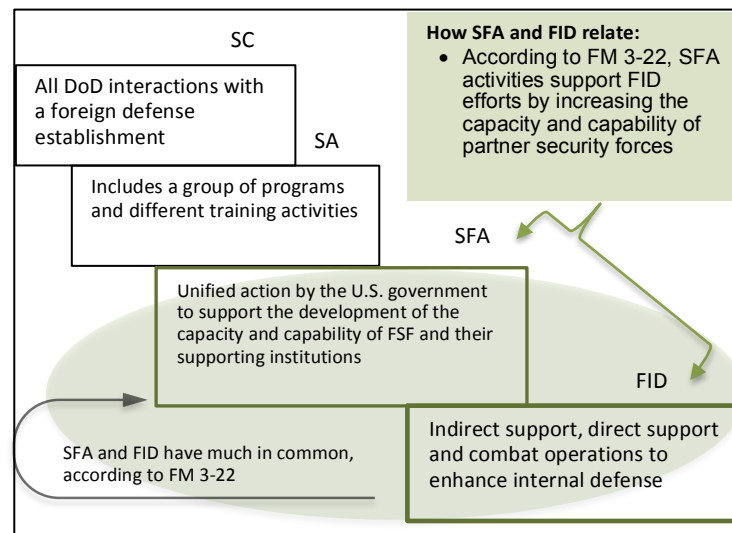 SC
How SFA and FID relate:
• According to FM 3-22, SFA
activities support FID
efforts by increasing the
capacity and capability of
partner security forces
All DoD interactions with
a foreign defense
establishment
SA
Includes a group of programs
and different training activities
SFA
Unified action by the U.S. government
to support the development of the
capacity and capability of FSF and their
supporting institutions
FID
Indirect support, direct support
and combat operations to
enhance internal defense
SFA and FID have much in common,
according to FM 3-22